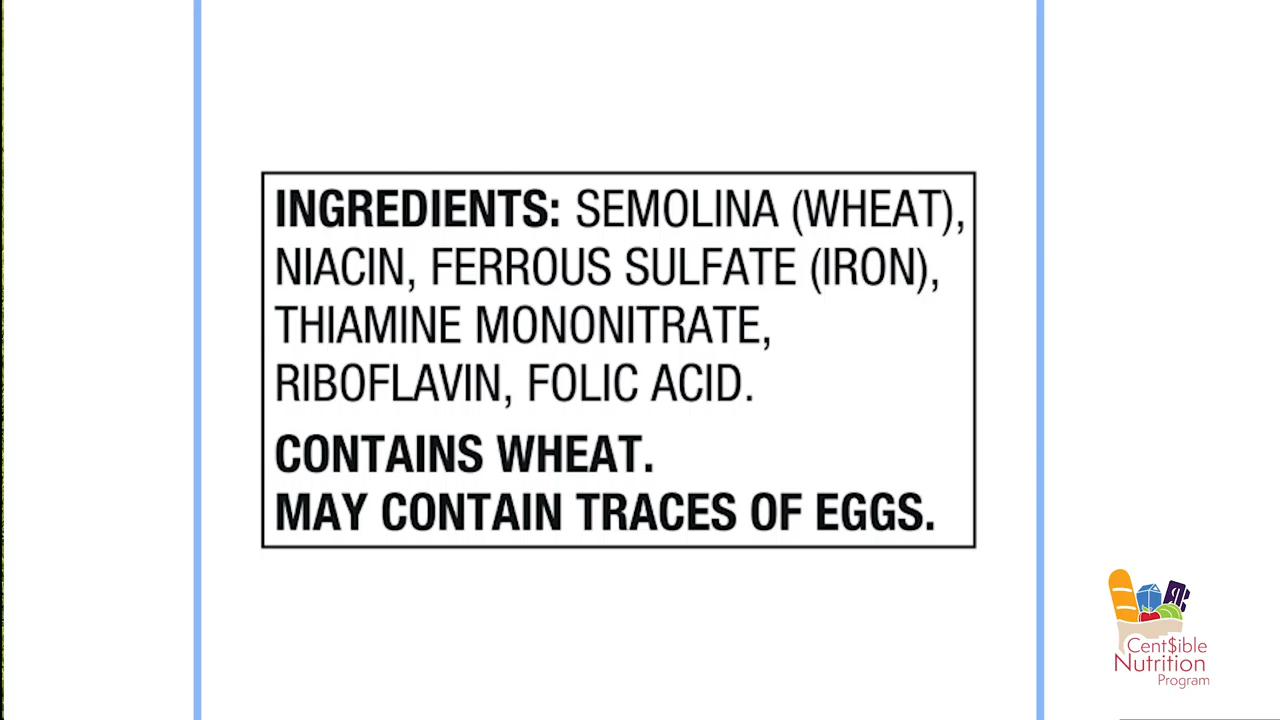 INGREDIENTS: SEMOLINA (WHEAT),
NIACIN, FERROUS SULFATE (IRON),
THIAMINE MONONITRATE,
RIBOFLAVIN, FOLIC ACID.
CONTAINS WHEAT.
MAY CONTAIN TRACES OF EGGS.
Cent$ible
Nutrition
Program